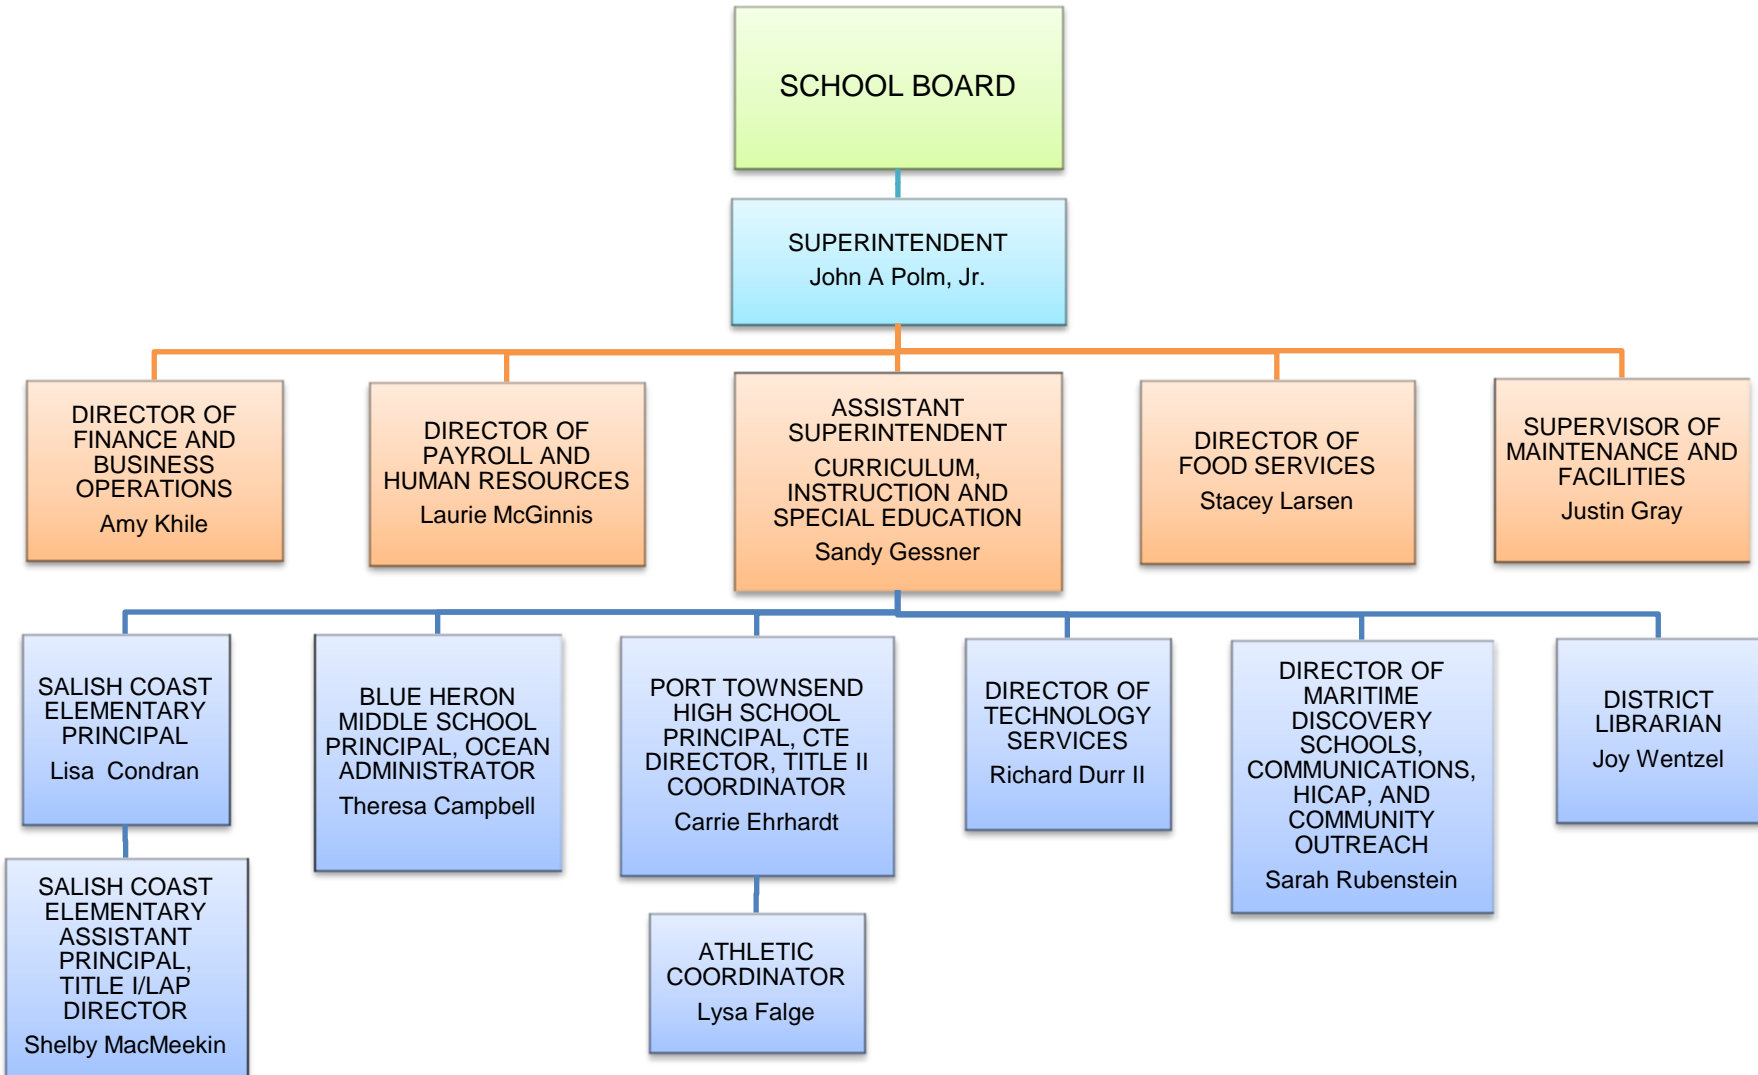 SCHOOL BOARD
SUPERINTENDENT
John A Polm, Jr.
DIRECTOR OF
FINANCE AND
BUSINESS
OPERATIONS
Amy Khile
DIRECTOR OF
PAYROLL AND
HUMAN RESOURCES
Laurie McGinnis
ASSISTANT
SUPERINTENDENT
CURRICULUM,
INSTRUCTION AND
SPECIAL EDUCATION
Sandy Gessner
DIRECTOR OF
FOOD SERVICES
Stacey Larsen
SUPERVISOR OF
MAINTENANCE AND
FACILITIES
Justin Gray
SALISH COAST
ELEMENTARY
PRINCIPAL
Lisa Condran
BLUE HERON
MIDDLE SCHOOL
PRINCIPAL, OCEAN
ADMINISTRATOR
Theresa Campbell
PORT TOWNSEND
HIGH SCHOOL
PRINCIPAL, CTE
DIRECTOR, TITLE II
COORDINATOR
Carrie Ehrhardt
DIRECTOR OF
TECHNOLOGY
SERVICES
Richard Durr II
DIRECTOR OF
MARITIME
DISCOVERY
SCHOOLS,
COMMUNICATIONS,
HICAP, AND
COMMUNITY
OUTREACH
Sarah Rubenstein
DISTRICT
LIBRARIAN
Joy Wentzel
SALISH COAST
ELEMENTARY
ASSISTANT
PRINCIPAL,
TITLE I/LAP
DIRECTOR
Shelby MacMeekin
ATHLETIC
COORDINATOR
Lysa Falge